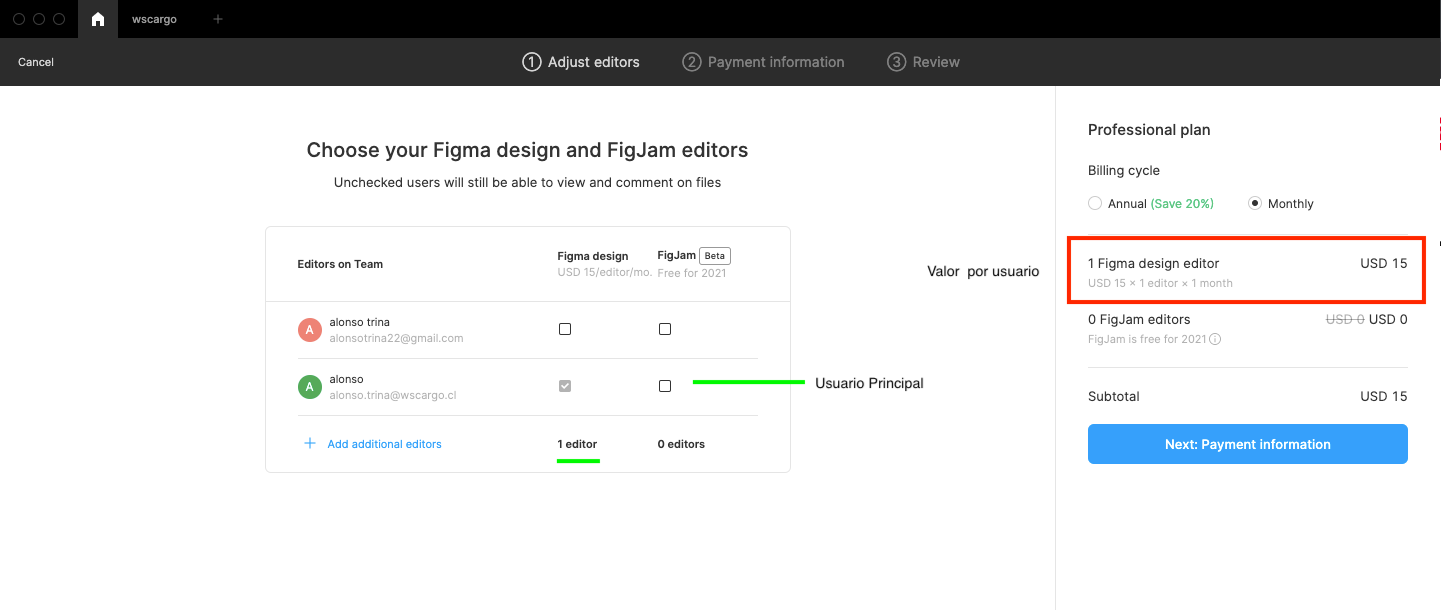 wscargo
Cancel
1 Adjust editors
2 Payment information
3 Review
Choose your Figma design and FigJam editors
Unchecked users will still be able to view and comment on files
Editors on Team
Figma design
USD 15/editor/mo.
FigJam Beta
Free for 2021
A
alonso trina
alonsotrina22@gmail.com
A
alonso
alonso.trina@wscargo.cl
Usuario Principal
+ Add additional editors
1 editor
0 editors
Valor por usuario
Professional plan
Billing cycle
Annual (Save 20%)
Monthly
1 Figma design editor
USD 15
USD 15 × 1 editor × 1 month
0 FigJam editors
USD 0 USD 0
FigJam is free for 2021
Subtotal
USD 15
Next: Payment information